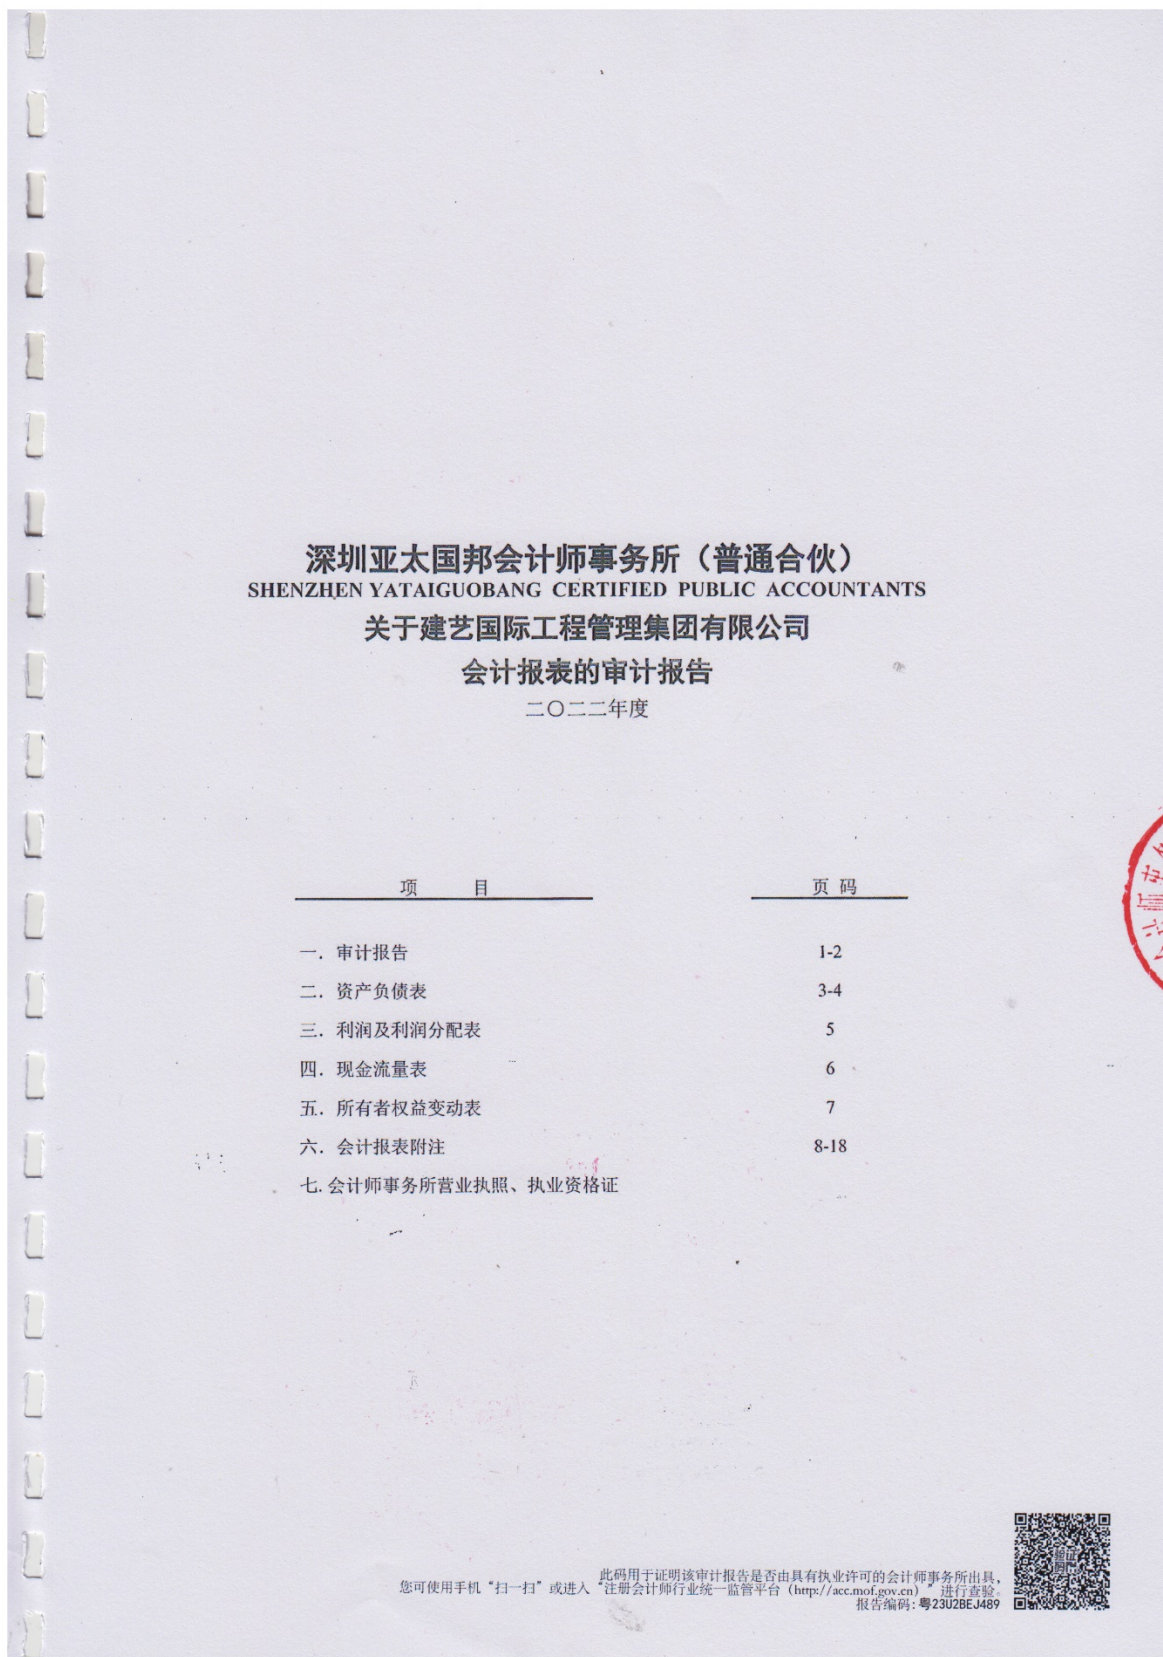 深圳亚太国邦会计师事务所（普通合伙）
SHENZHEN YATAIGUOBANG CERTIFIED PUBLIC ACCOUNTANTS
关于建艺国际工程管理集团有限公司
会计报表的审计报告
二〇二二年度
项 目 页 码
一．审计报告 1-2
二．资产负债表 3-4
三．利润及利润分配表 5
四．现金流量表 6
五．所有者权益变动表 7
六．会计报表附注 8-18
七.会计师事务所营业执照、执业资格证
此码用于证明该审计报告是否由具有执业许可的会计师事务所出具，
您可使用手机“扫一扫”或进入“注册会计师行业统一监管平台（http://acc.mof.gov.cn）”进行查验。
报告编码：粤23U2BEJ489
验证码